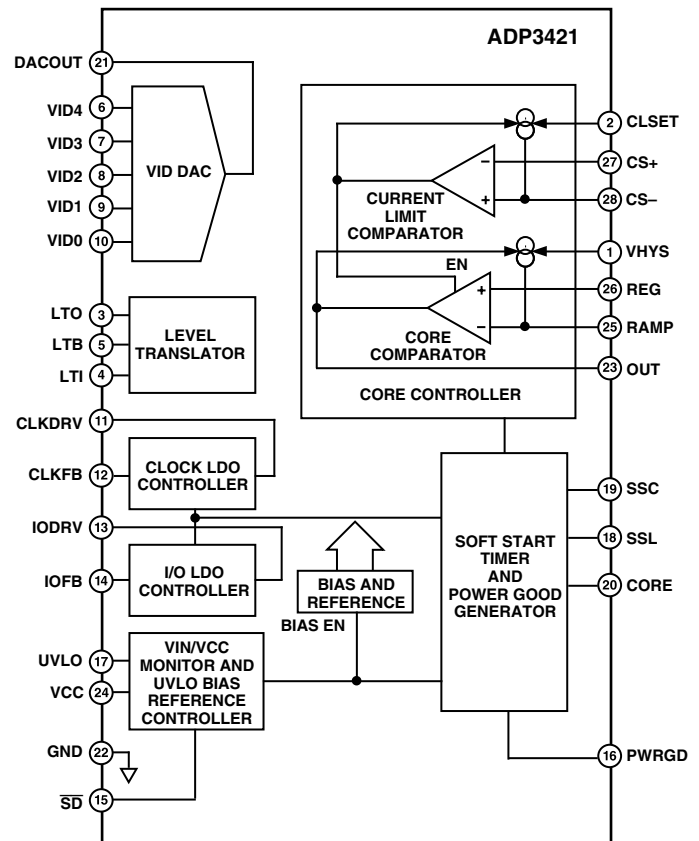 ADP3421
DACOUT 21
VID4 6
VID3 7
VID2 8
VID1 9
VID0 10
VID DAC
LTO 3
LTB 5
LTI 4
LEVEL
TRANSLATOR
CLKDRV 11
CLKFB 12
CLOCK LDO
CONTROLLER
IODRV 13
IOFB 14
I/O LDO
CONTROLLER
UVLO 17
VCC 24
VIN/VCC
MONITOR AND
UVLO BIAS
REFERENCE
CONTROLLER
GND 22
SD 15
BIAS AND
REFERENCE
BIAS EN
2 CLSET
27 CS+
28 CS–
–
+
CURRENT
LIMIT
COMPARATOR
1 VHYS
26 REG
25 RAMP
23 OUT
EN
+
–
CORE
COMPARATOR
CORE CONTROLLER
SOFT START
TIMER
AND
POWER GOOD
GENERATOR
19 SSC
18 SSL
20 CORE
16 PWRGD